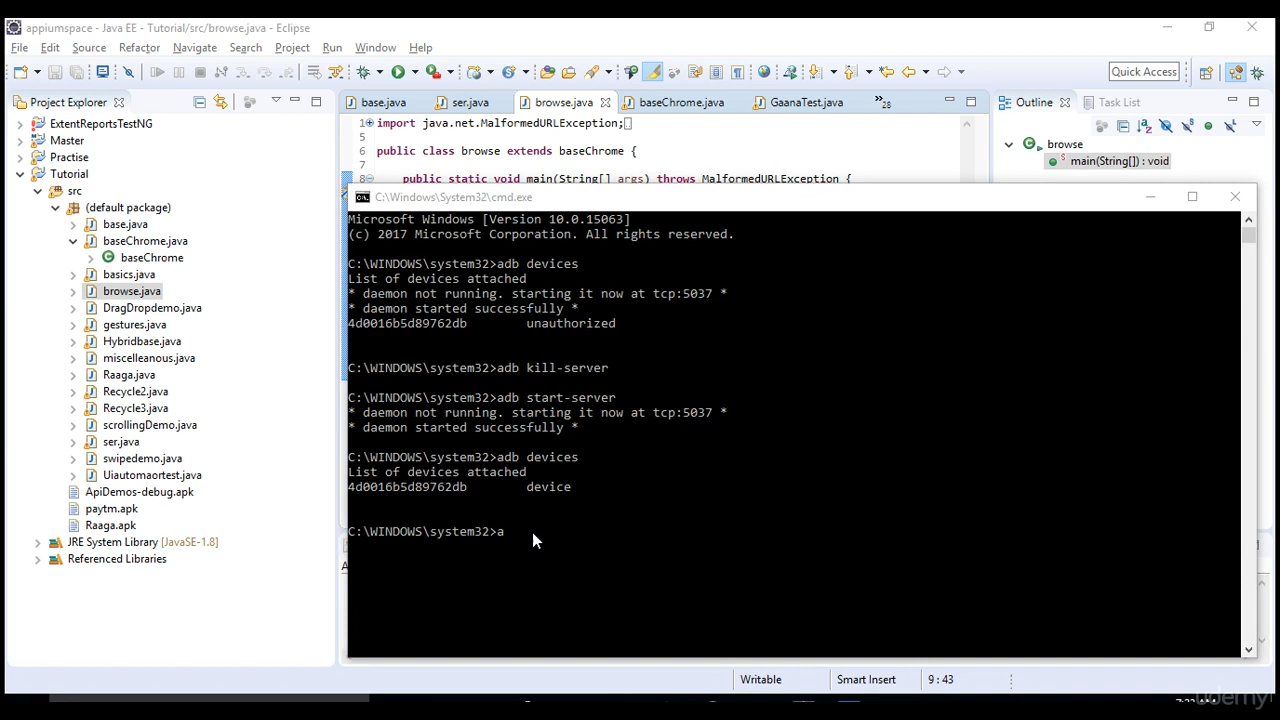 appiumspace - Java EE - Tutorial/src/browse.java - Eclipse
File Edit Source Refactor Navigate Search Project Run Window Help
Quick Access
Project Explorer
ExtentReportsTestNG
Master
Practise
Tutorial
src
(default package)
base.java
baseChrome.java
baseChrome
basics.java
browse.java
DragDropdemo.java
gestures.java
Hybridbase.java
miscelleanous.java
Raaga.java
Recycle2.java
Recycle3.java
scrollingDemo.java
ser.java
swipedemo.java
Uiautomaortest.java
ApiDemos-debug.apk
paytm.apk
Raaga.apk
JRE System Library [JavaSE-1.8]
Referenced Libraries
base.java ser.java browse.java baseChrome.java GaanaTest.java »28
1 import java.net.MalformedURLException;
5
6 public class browse extends baseChrome {
7
8 public static void main(String[] args) throws MalformedURLException {
Outline Task List
browse
main(String[]) : void
C:\Windows\System32\cmd.exe
Microsoft Windows [Version 10.0.15063]
(c) 2017 Microsoft Corporation. All rights reserved.
C:\WINDOWS\system32>adb devices
List of devices attached
* daemon not running. starting it now at tcp:5037 *
* daemon started successfully *
4d0016b5d89762db unauthorized
C:\WINDOWS\system32>adb kill-server
C:\WINDOWS\system32>adb start-server
* daemon not running. starting it now at tcp:5037 *
* daemon started successfully *
C:\WINDOWS\system32>adb devices
List of devices attached
4d0016b5d89762db device
C:\WINDOWS\system32>a
Writable Smart Insert 9 : 43
udemy